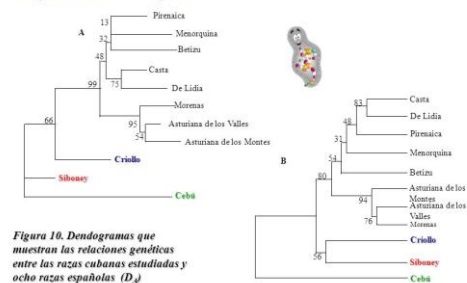 Pirenaica
13
A
Menorquina
32
Betizu
48
Casta
99
75
De Lidia
Morenas
66
95
Asturiana de los Valles
54
Asturiana de los Montes
Criollo
Siboney
Cebú
Casta
83
De Lidia
48
Pirenaica
31
Menorquina
B
54
Betizu
80
Asturiana de los
Montes
94
Asturiana de los
Valles
76
Morenas
Criollo
56
Siboney
Cebú
Figura 10. Dendogramas que
muestran las relaciones genéticas
entre las razas cubanas estudiadas y
ocho razas españolas (DA)